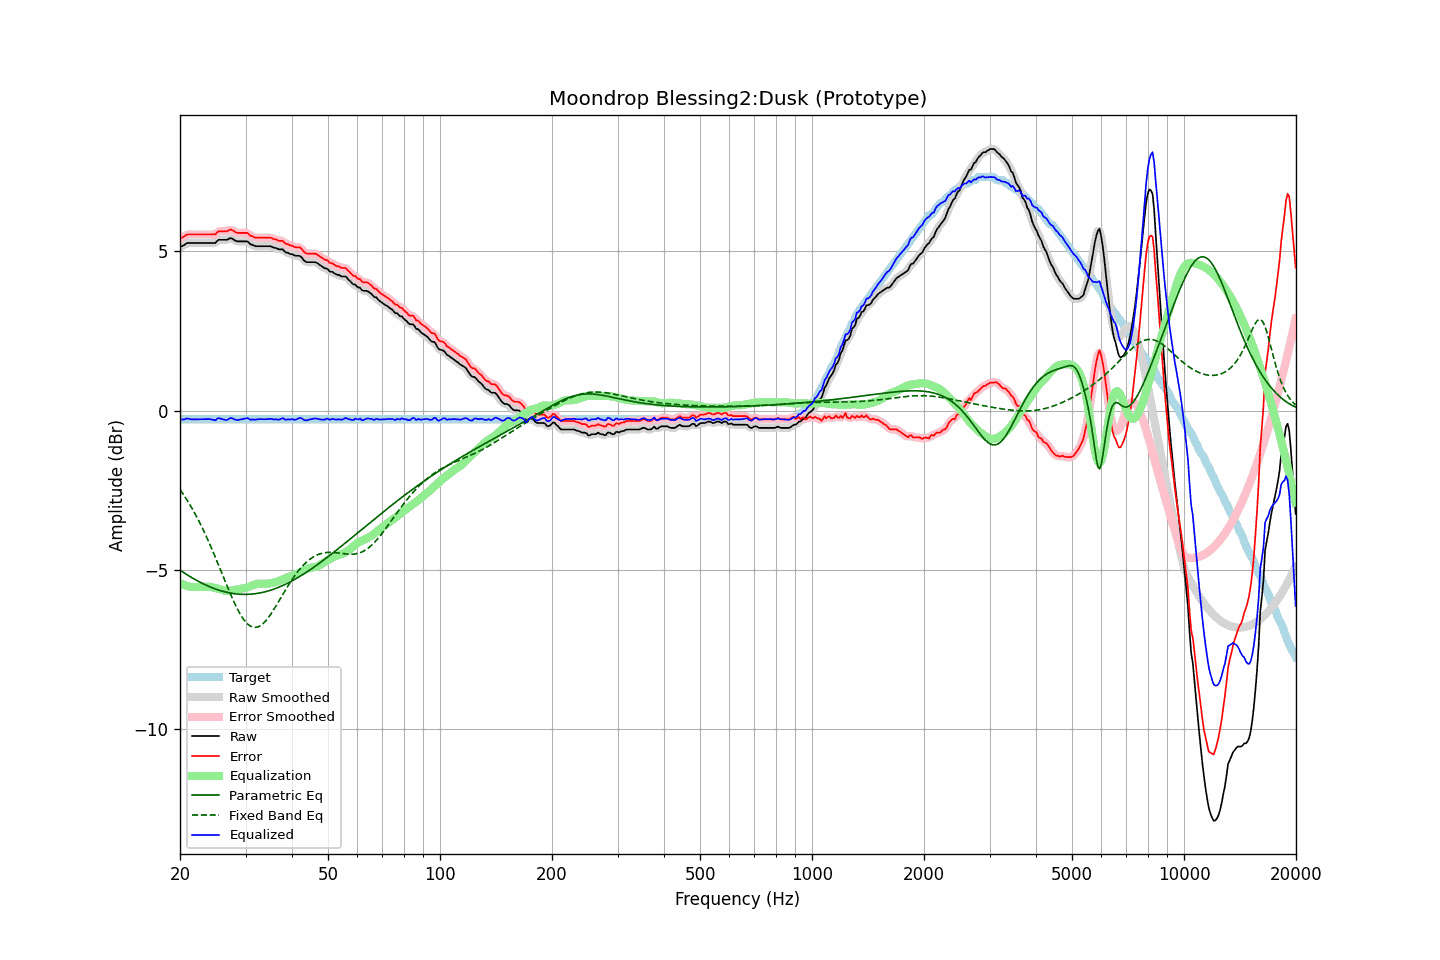 Moondrop Blessing2:Dusk (Prototype)
Amplitude (dBr)
5
0
−5
−10
Target
Raw Smoothed
Error Smoothed
Raw
Error
Equalization
Parametric Eq
Fixed Band Eq
Equalized
20 50 100 200 500 1000 2000 5000 10000 20000
Frequency (Hz)